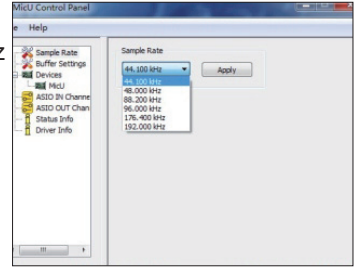 MicU Control Panel
e Help
z
Sample Rate
Buffer Settings
Devices
MicU
ASIO IN Channe
ASIO OUT Chan
Status Info
Driver Info
Sample Rate
44.100 kHz
Apply
44.100 kHz
48.000 kHz
88.200 kHz
96.000 kHz
176.400 kHz
192.000 kHz